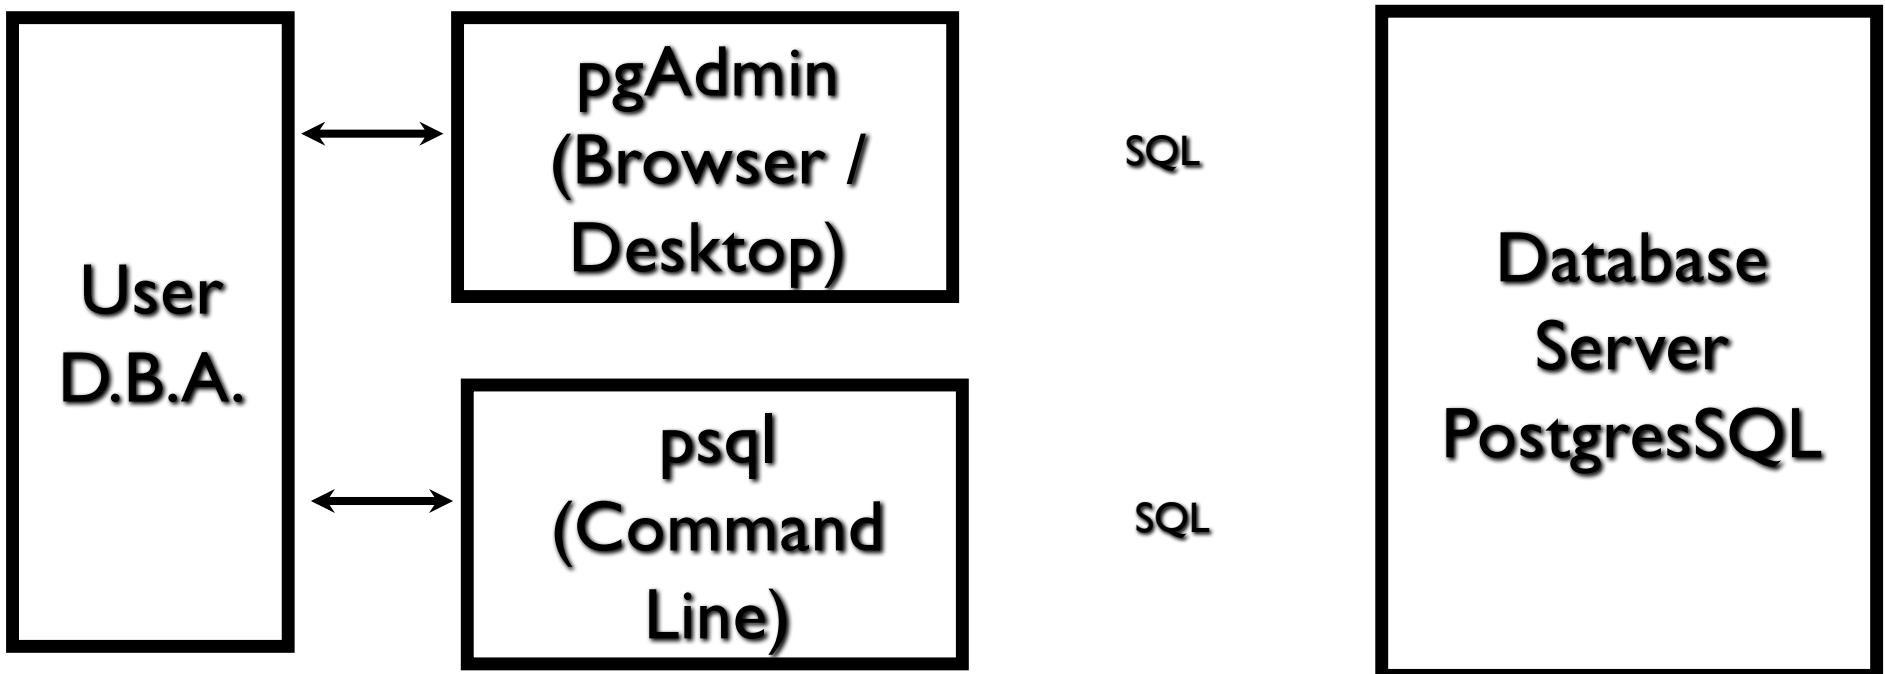 User
D.B.A.
pgAdmin
(Browser /
Desktop)
SQL
psql
(Command
Line)
SQL
Database
Server
PostgresSQL